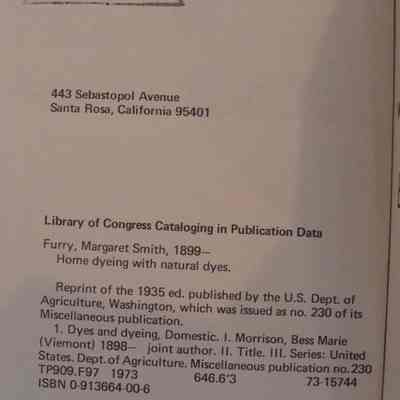 443 Sebastopol Avenue
Santa Rosa, California 95401
Library of Congress Cataloging in Publication Data
Furry, Margaret Smith, 1899–
Home dyeing with natural dyes.
Reprint of the 1935 ed. published by the U.S. Dept. of
Agriculture, Washington, which was issued as no. 230 of its
Miscellaneous publication.
1. Dyes and dyeing, Domestic. I. Morrison, Bess Marie
(Viemont) 1898– joint author. II. Title. III. Series: United
States. Dept. of Agriculture. Miscellaneous publication no.230
TP909.F97 1973 646.6'3 73-15744
ISBN 0-913664-00-6